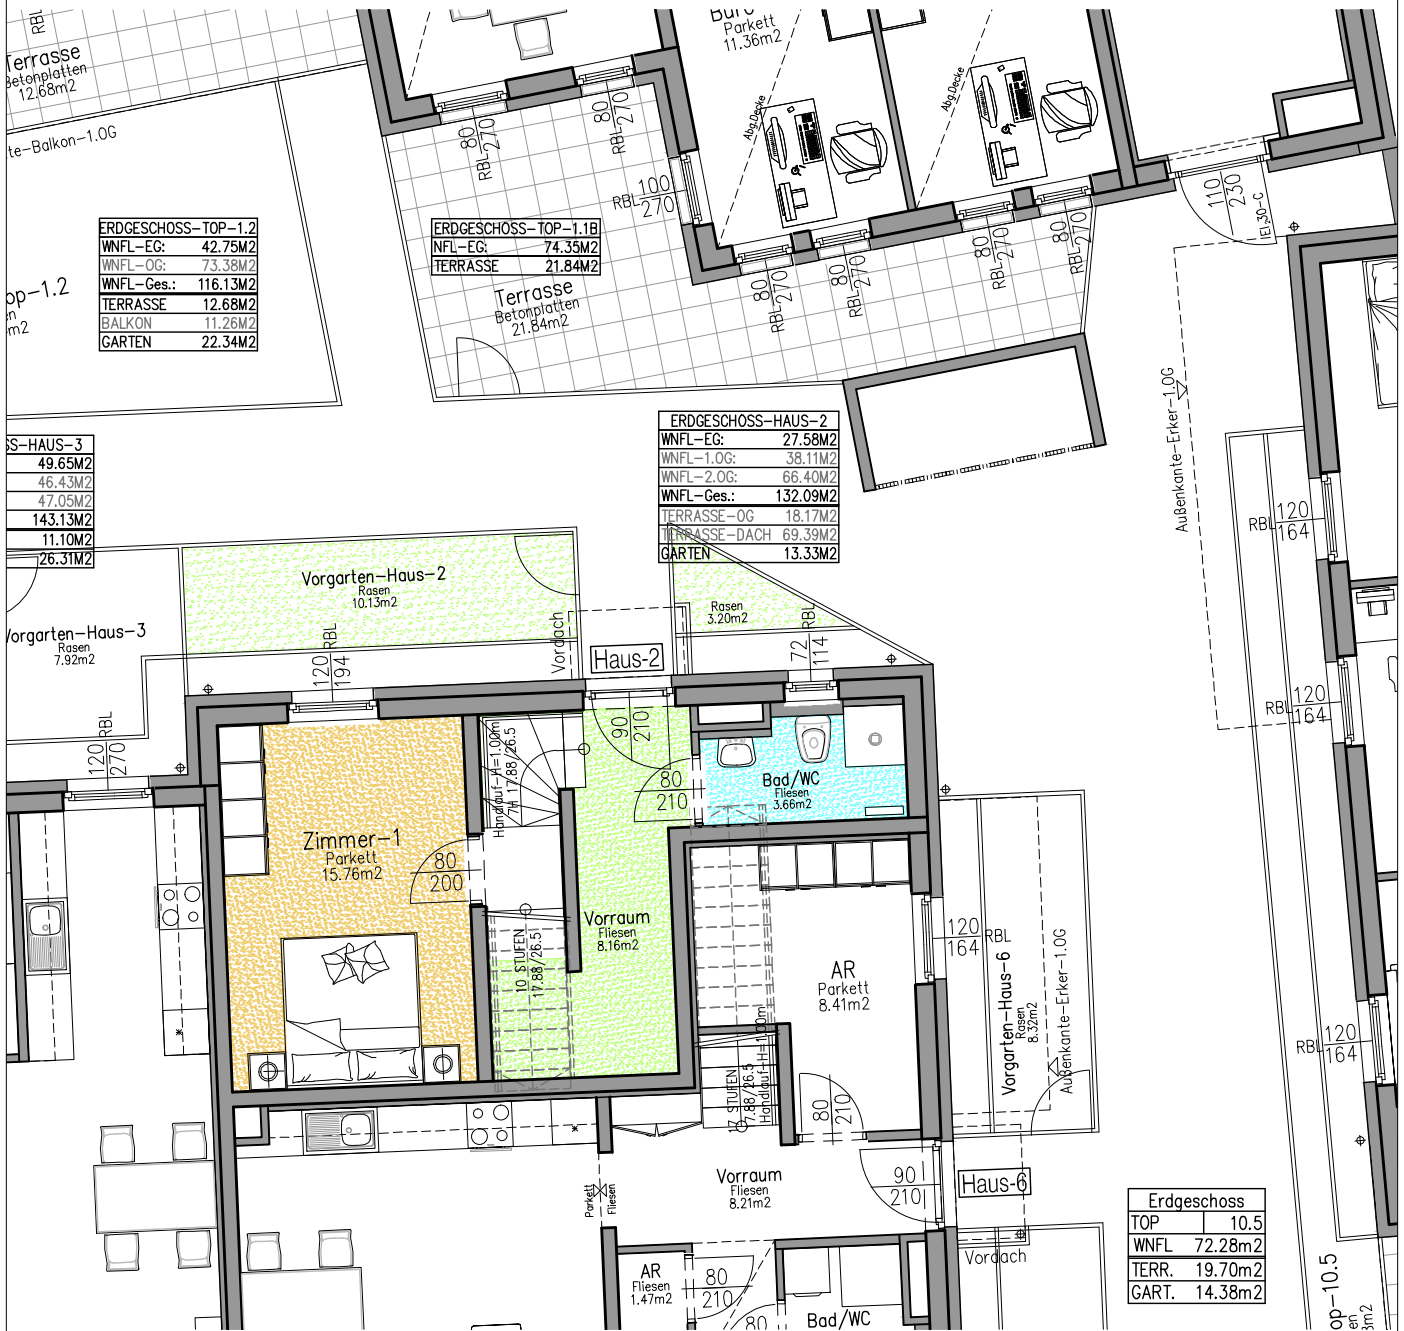 RBL
Terrasse
Betonplatten
12.68m2
te-Balkon-1.OG
Büro
Parkett
11.36m2
Abg.Decke
Abg.Decke
80
RBL 270
80
RBL 270
RBL 100
270
80
RBL 270
80
RBL 270
80
RBL 270
80
RBL 270
110
230
EI₂30-C
ERDGESCHOSS-TOP-1.2
WNFL-EG: 42.75M2
WNFL-OG: 73.38M2
WNFL-Ges.: 116.13M2
TERRASSE 12.68M2
BALKON 11.26M2
GARTEN 22.34M2
op-1.2
en
m2
ERDGESCHOSS-TOP-1.1B
NFL-EG: 74.35M2
TERRASSE 21.84M2
Terrasse
Betonplatten
21.84m2
Außenkante-Erker-1.OG
SS-HAUS-3
49.65M2
46.43M2
47.05M2
143.13M2
11.10M2
26.31M2
ERDGESCHOSS-HAUS-2
WNFL-EG: 27.58M2
WNFL-1.OG: 38.11M2
WNFL-2.OG: 66.40M2
WNFL-Ges.: 132.09M2
TERRASSE-OG 18.17M2
TERRASSE-DACH 69.39M2
GARTEN 13.33M2
RBL 120
164
Vorgarten-Haus-2
Rasen
10.13m2
Rasen
3.20m2
Vorgarten-Haus-3
Rasen
7.92m2
120 RBL
194
Vordach
Haus-2
72 RBL
114
RBL 120
164
120 RBL
270
90
210
Handlauf-H=1.00m
7H 17.88/26.5
80
210
Bad/WC
Fliesen
3.66m2
Zimmer-1
Parkett
15.76m2
80
200
Vorraum
Fliesen
8.16m2
10 STUFEN
17.88/26.5
AR
Parkett
8.41m2
120 RBL
164
Vorgarten-Haus-6
Rasen
8.32m2
Außenkante-Erker-1.OG
RBL 120
164
17 STUFEN
17.88/26.5
Handlauf-H=1.00m
80
210
Vorraum
Fliesen
8.21m2
Parkett
Fliesen
90
210
Haus-6
Vordach
Erdgeschoss
TOP 10.5
WNFL 72.28m2
TERR. 19.70m2
GART. 14.38m2
AR
Fliesen
1.47m2
80
210
80
Bad/WC
op-10.5